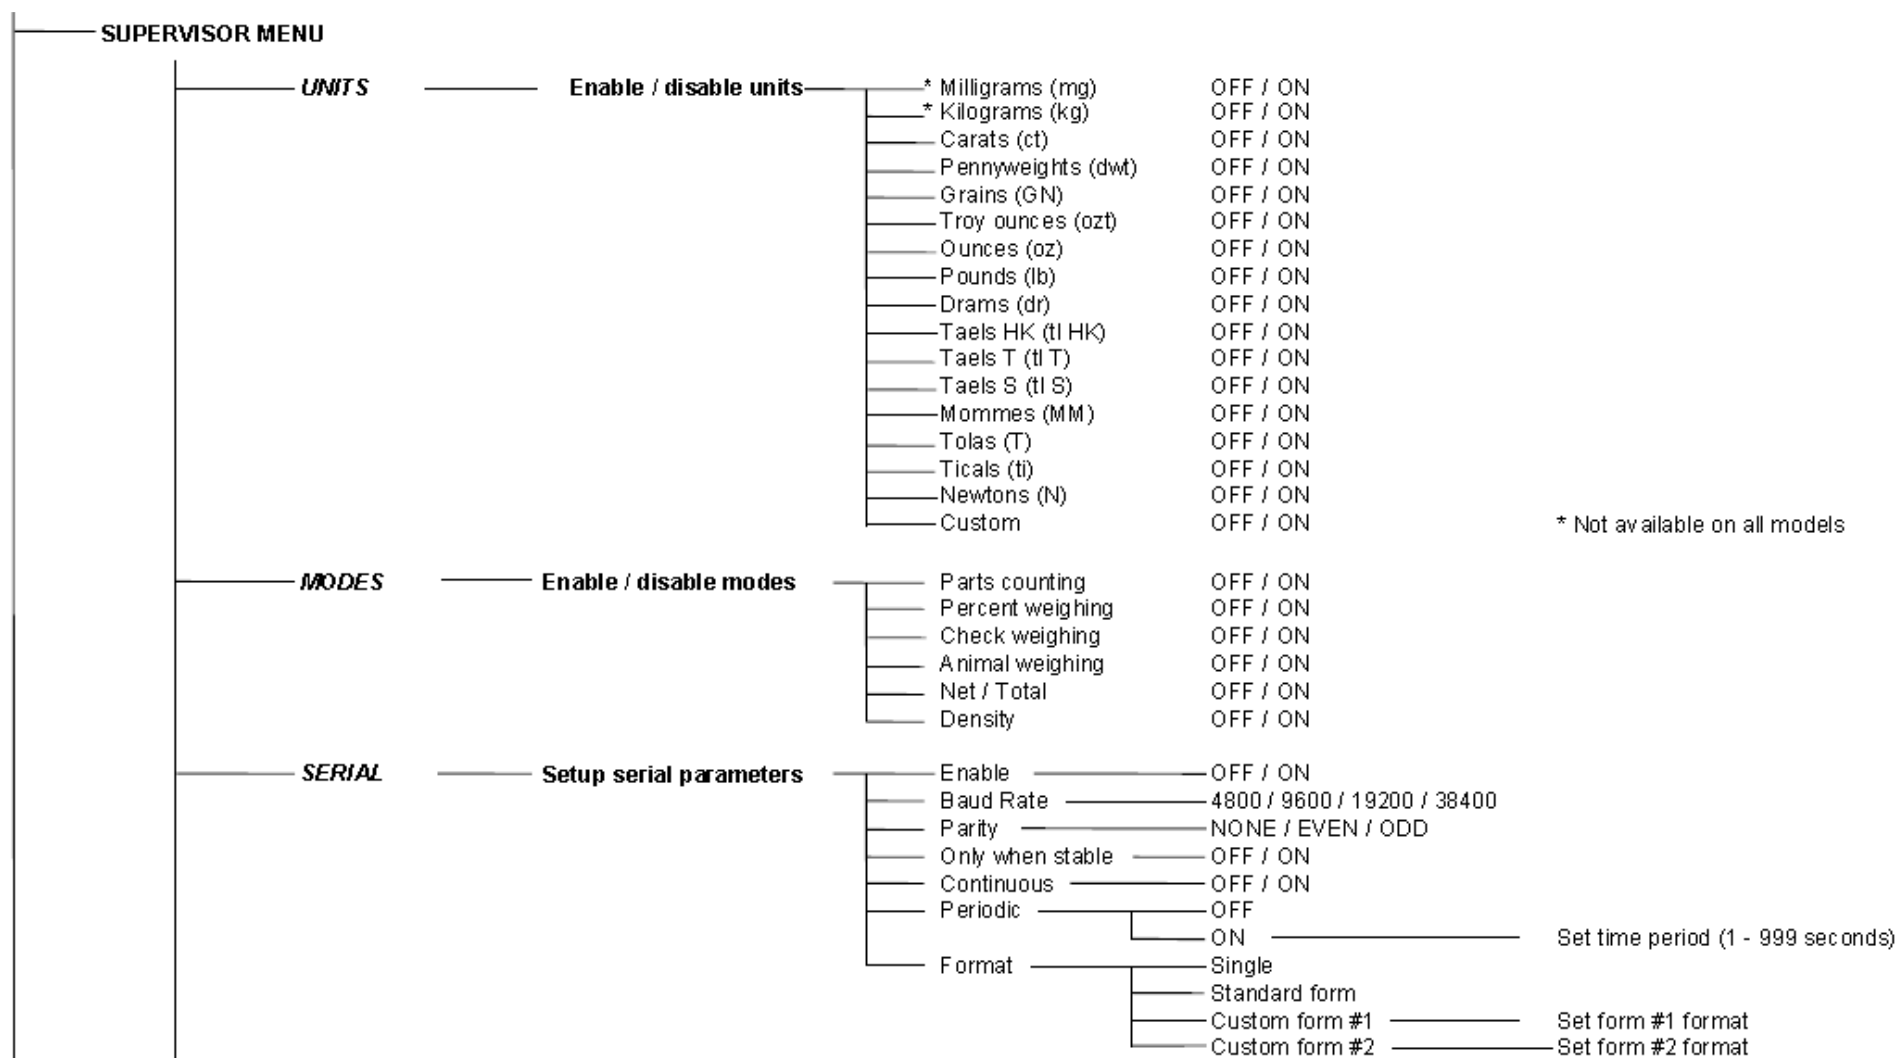 SUPERVISOR MENU
UNITS Enable / disable units * Milligrams (mg) OFF / ON
* Kilograms (kg) OFF / ON
Carats (ct) OFF / ON
Pennyweights (dwt) OFF / ON
Grains (GN) OFF / ON
Troy ounces (ozt) OFF / ON
Ounces (oz) OFF / ON
Pounds (lb) OFF / ON
Drams (dr) OFF / ON
Taels HK (tl HK) OFF / ON
Taels T (tl T) OFF / ON
Taels S (tl S) OFF / ON
Mommes (MM) OFF / ON
Tolas (T) OFF / ON
Ticals (ti) OFF / ON
Newtons (N) OFF / ON
Custom OFF / ON * Not available on all models
MODES Enable / disable modes Parts counting OFF / ON
Percent weighing OFF / ON
Check weighing OFF / ON
Animal weighing OFF / ON
Net / Total OFF / ON
Density OFF / ON
SERIAL Setup serial parameters Enable OFF / ON
Baud Rate 4800 / 9600 / 19200 / 38400
Parity NONE / EVEN / ODD
Only when stable OFF / ON
Continuous OFF / ON
Periodic OFF
ON Set time period (1 - 999 seconds)
Format Single
Standard form
Custom form #1 Set form #1 format
Custom form #2 Set form #2 format